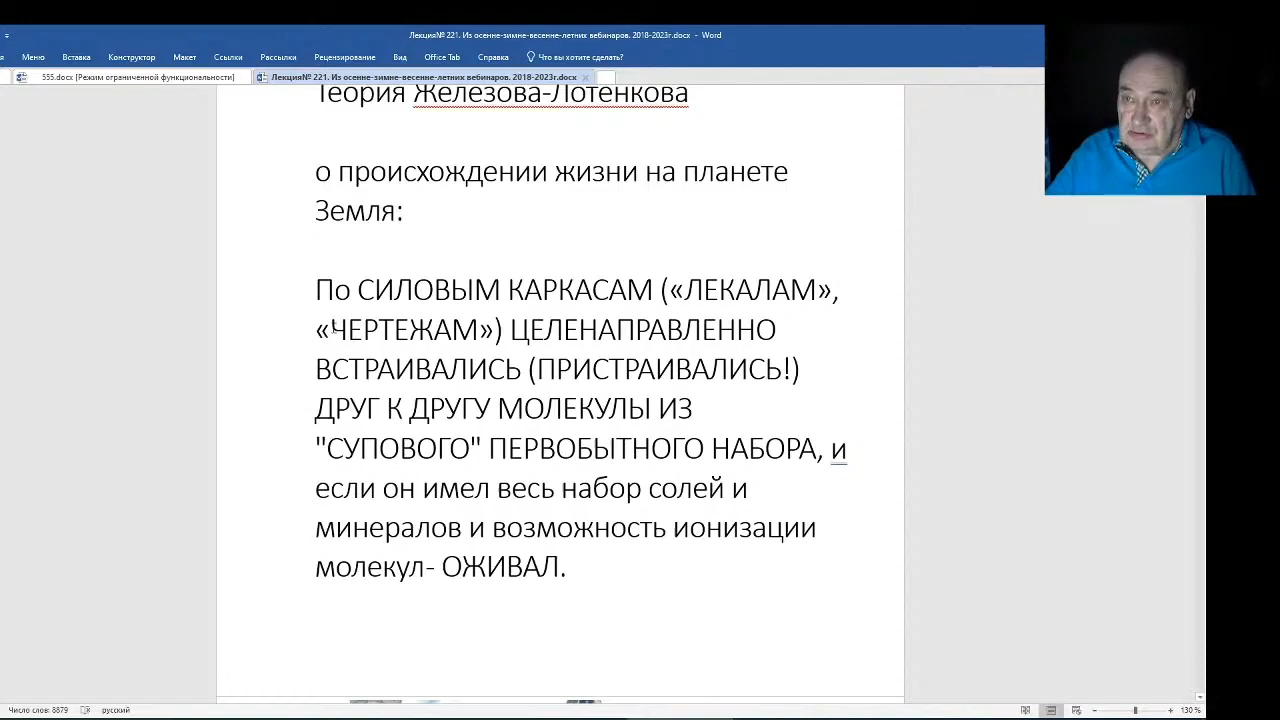 Лекция№ 221. Из осенне-зимне-весенне-летних вебинаров. 2018-2023г.docx - Word
Меню Вставка Конструктор Макет Ссылки Рассылки Рецензирование Вид Office Tab Справка Что вы хотите сделать?
555.docx [Режим ограниченной функциональности] Лекция№ 221. Из осенне-зимне-весенне-летних вебинаров. 2018-2023г.docx
Теория Железова-Лотенкова
о происхождении жизни на планете
Земля:
По СИЛОВЫМ КАРКАСАМ («ЛЕКАЛАМ»,
«ЧЕРТЕЖАМ») ЦЕЛЕНАПРАВЛЕННО
ВСТРАИВАЛИСЬ (ПРИСТРАИВАЛИСЬ!)
ДРУГ К ДРУГУ МОЛЕКУЛЫ ИЗ
"СУПОВОГО" ПЕРВОБЫТНОГО НАБОРА, и
если он имел весь набор солей и
минералов и возможность ионизации
молекул- ОЖИВАЛ.
Число слов: 8879 русский 130 %